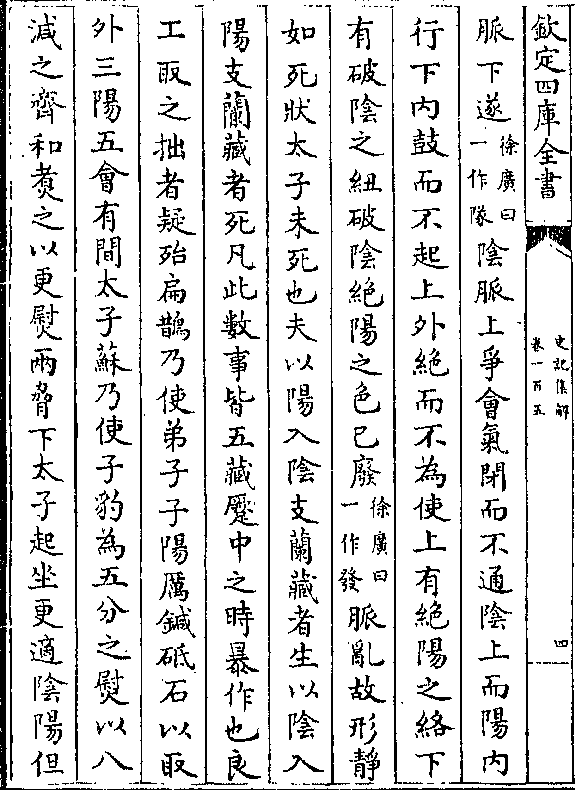 欽定四庫全書
史記集解
卷一百五
四
脈下遂徐廣曰一作隊陰脈上爭會氣閉而不通陰上而陽内
行下内鼓而不起上外絶而不為使上有絶陽之絡下
有破陰之紐破陰絶陽之色已廢徐廣曰一作發脈亂故形靜
如死狀太子未死也夫以陽入陰支蘭藏者生以陰入
陽支蘭藏者死凡此數事皆五藏蹷中之時暴作也良
工取之拙者疑殆扁鵲乃使弟子子陽厲鍼砥石以取
外三陽五會有間太子蘇乃使子豹為五分之熨以八
減之齊和煑之以更熨兩脅下太子起坐更適陰陽但